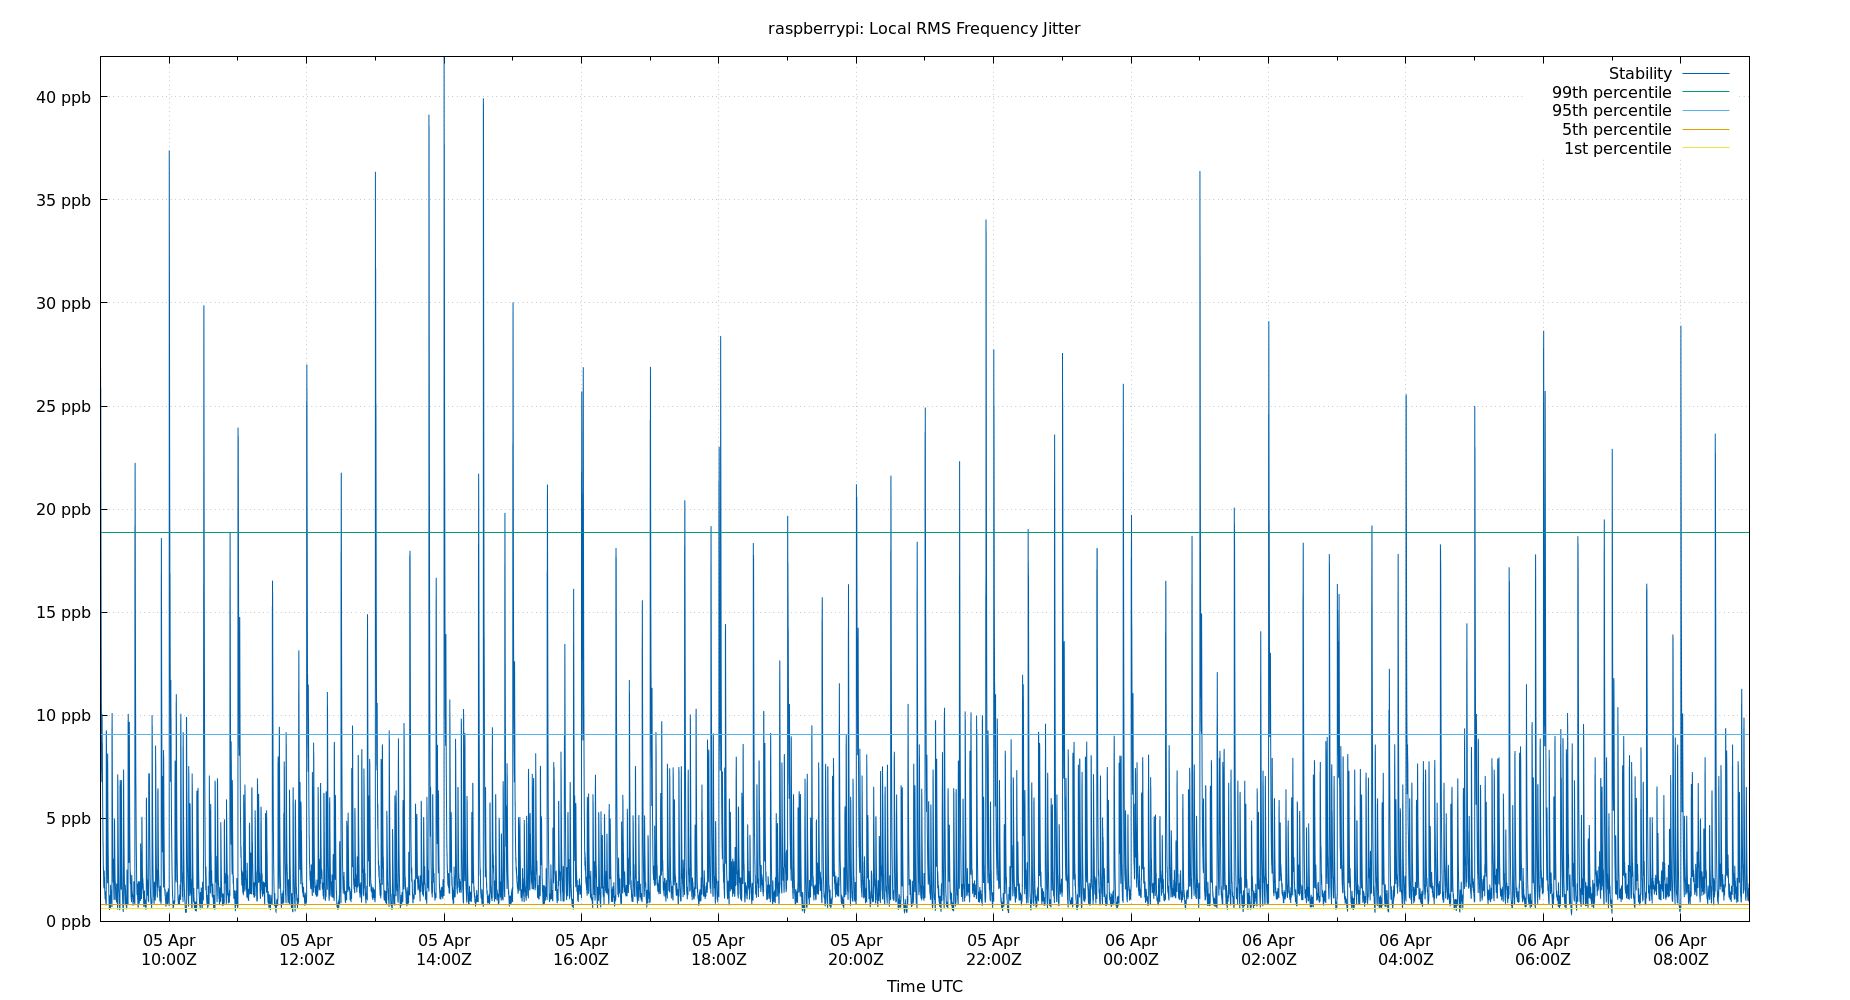 raspberrypi: Local RMS Frequency Jitter
Stability
99th percentile
95th percentile
5th percentile
1st percentile
40 ppb
35 ppb
30 ppb
25 ppb
20 ppb
15 ppb
10 ppb
5 ppb
0 ppb
05 Apr 05 Apr 05 Apr 05 Apr 05 Apr 05 Apr 05 Apr 06 Apr 06 Apr 06 Apr 06 Apr 06 Apr
10:00Z 12:00Z 14:00Z 16:00Z 18:00Z 20:00Z 22:00Z 00:00Z 02:00Z 04:00Z 06:00Z 08:00Z
Time UTC